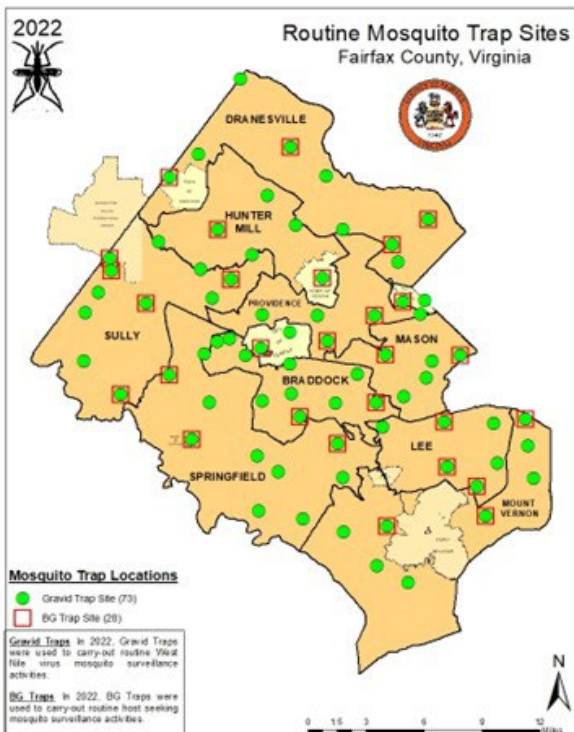 2022
Routine Mosquito Trap Sites
Fairfax County, Virginia
DRANESVILLE
HUNTER
MILL
PROVIDENCE
SULLY
MASON
BRADDOCK
LEE
SPRINGFIELD
MOUNT
VERNON
Mosquito Trap Locations
Gravid Trap Site (73)
BG Trap Site (28)
Gravid Traps In 2022, Gravid Traps
were used to carry-out routine West
Nile virus mosquito surveillance
activities.
BG Traps In 2022, BG Traps were
used to carry-out routine host seeking
mosquito surveillance activities.
N
0 1.5 3 6 9 12
Miles